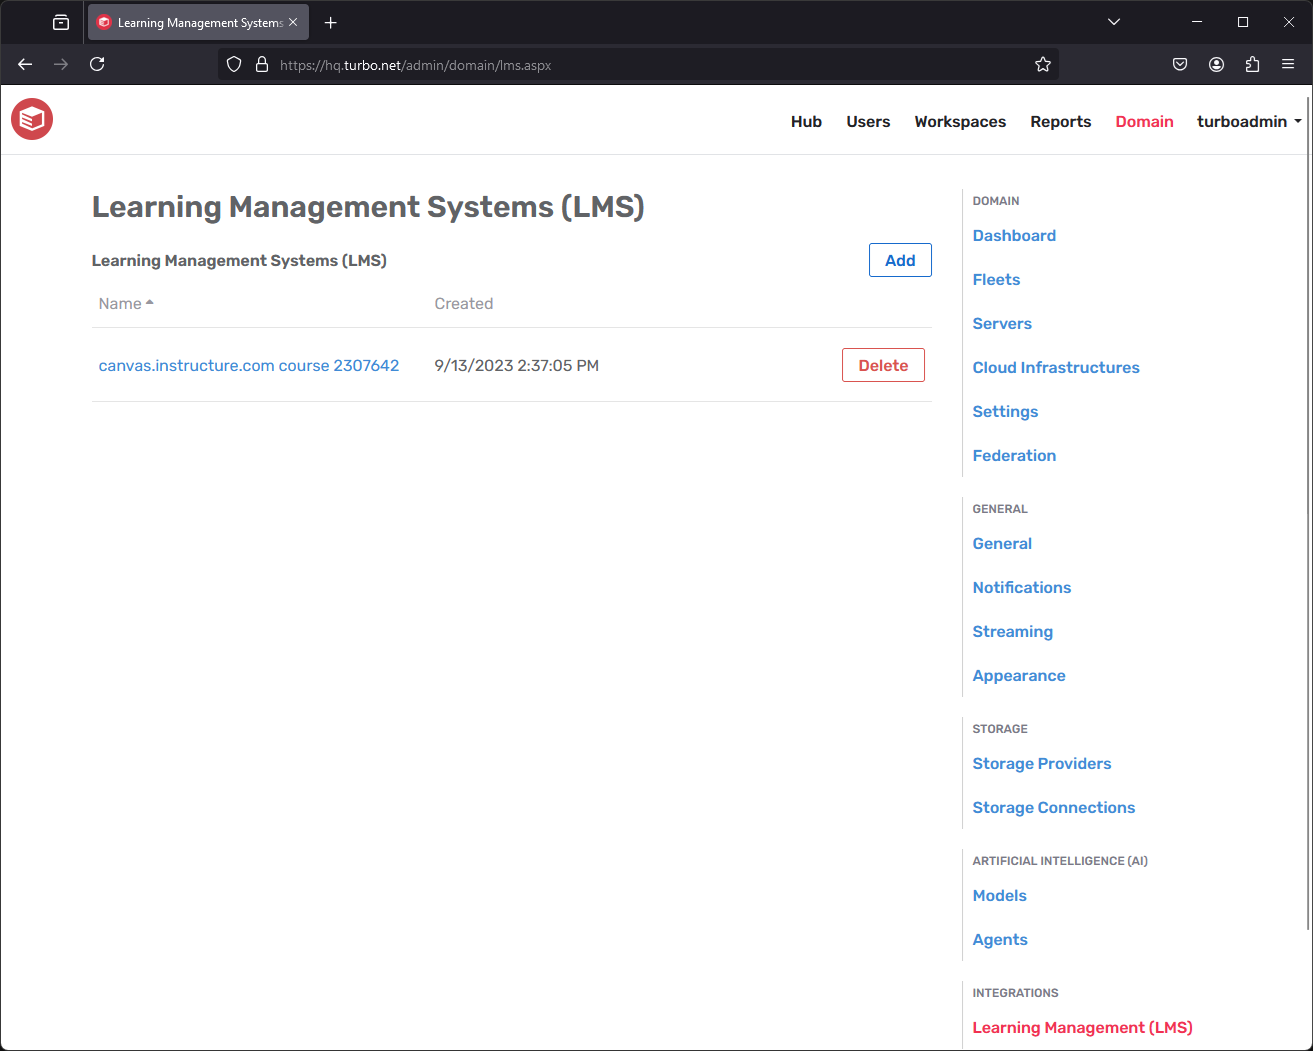 Learning Management Systems
https://hq.turbo.net/admin/domain/lms.aspx
Hub Users Workspaces Reports Domain turboadmin
Learning Management Systems (LMS)
Learning Management Systems (LMS) Add
Name Created
canvas.instructure.com course 2307642 9/13/2023 2:37:05 PM Delete
DOMAIN
Dashboard
Fleets
Servers
Cloud Infrastructures
Settings
Federation
GENERAL
General
Notifications
Streaming
Appearance
STORAGE
Storage Providers
Storage Connections
ARTIFICIAL INTELLIGENCE (AI)
Models
Agents
INTEGRATIONS
Learning Management (LMS)